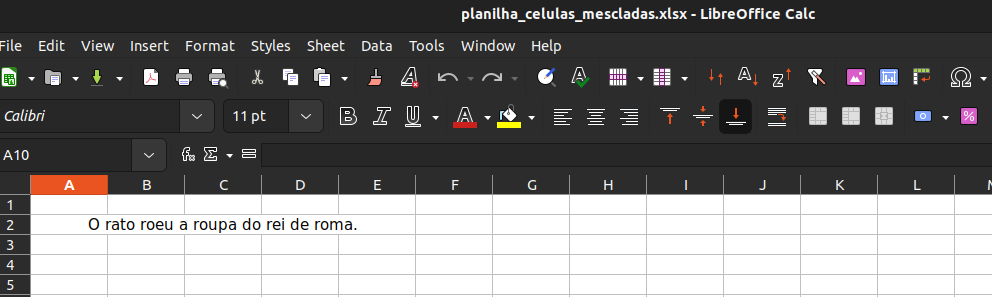 planilha_celulas_mescladas.xlsx - LibreOffice Calc
File Edit View Insert Format Styles Sheet Data Tools Window Help
Calibri 11 pt B I U A
A10
A B C D E F G H I J K L
1
2 O rato roeu a roupa do rei de roma.
3
4
5